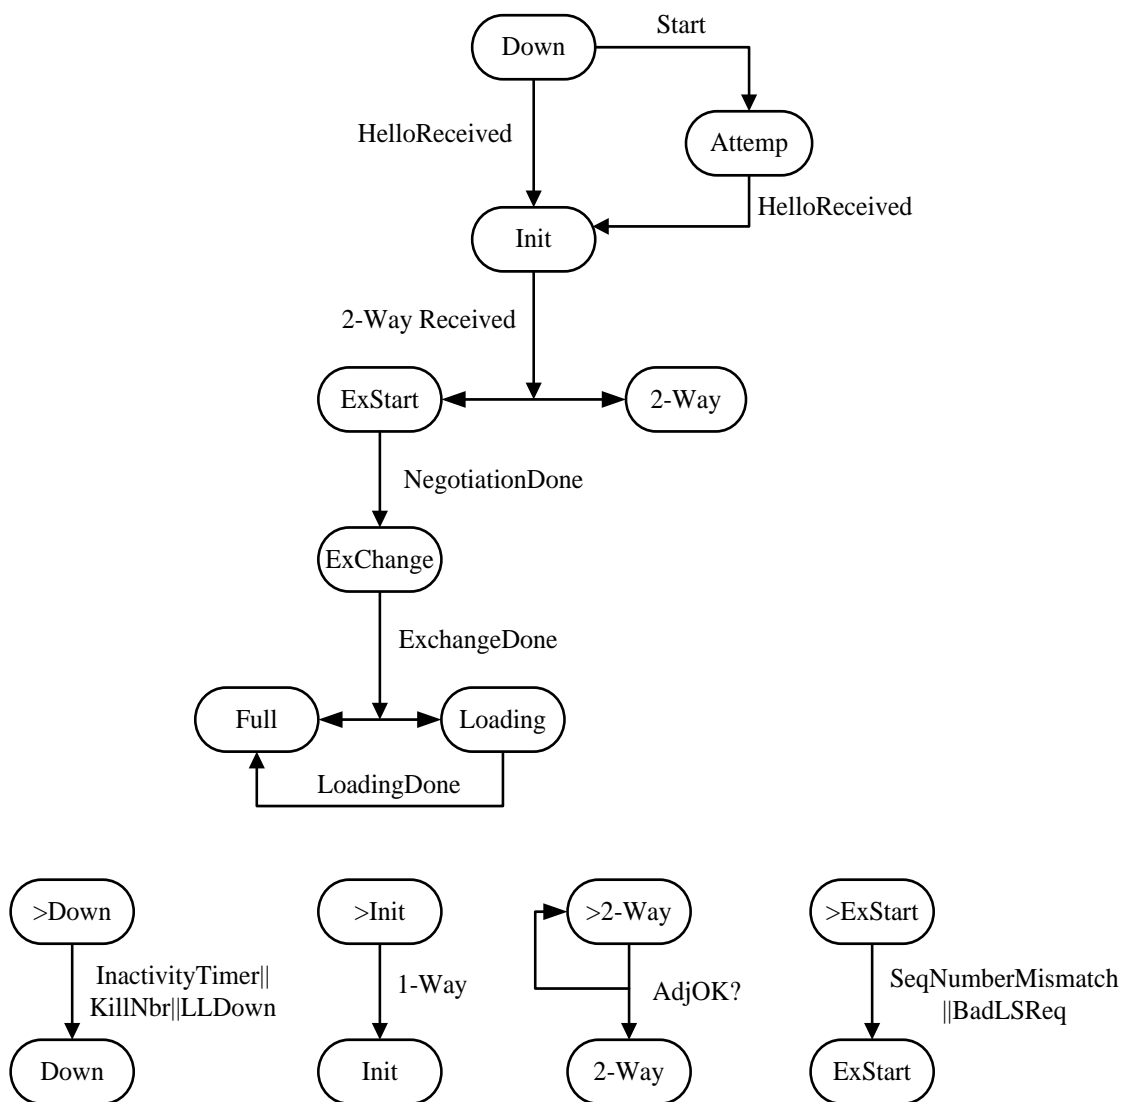 Start
Down
HelloReceived
Attemp
HelloReceived
Init
2-Way Received
ExStart
2-Way
NegotiationDone
ExChange
ExchangeDone
Full
Loading
LoadingDone
>Down
>Init
>2-Way
>ExStart
InactivityTimer||
KillNbr||LLDown
1-Way
AdjOK?
SeqNumberMismatch
||BadLSReq
Down
Init
2-Way
ExStart